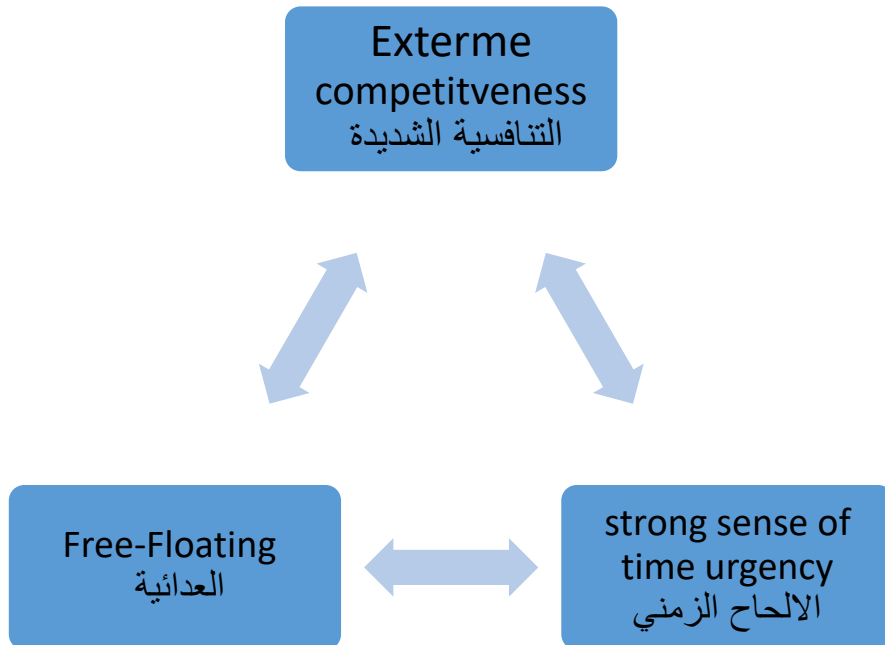 Exterme
competitveness
التنافسية الشديدة
Free-Floating
العدائية
strong sense of
time urgency
الالحاح الزمني